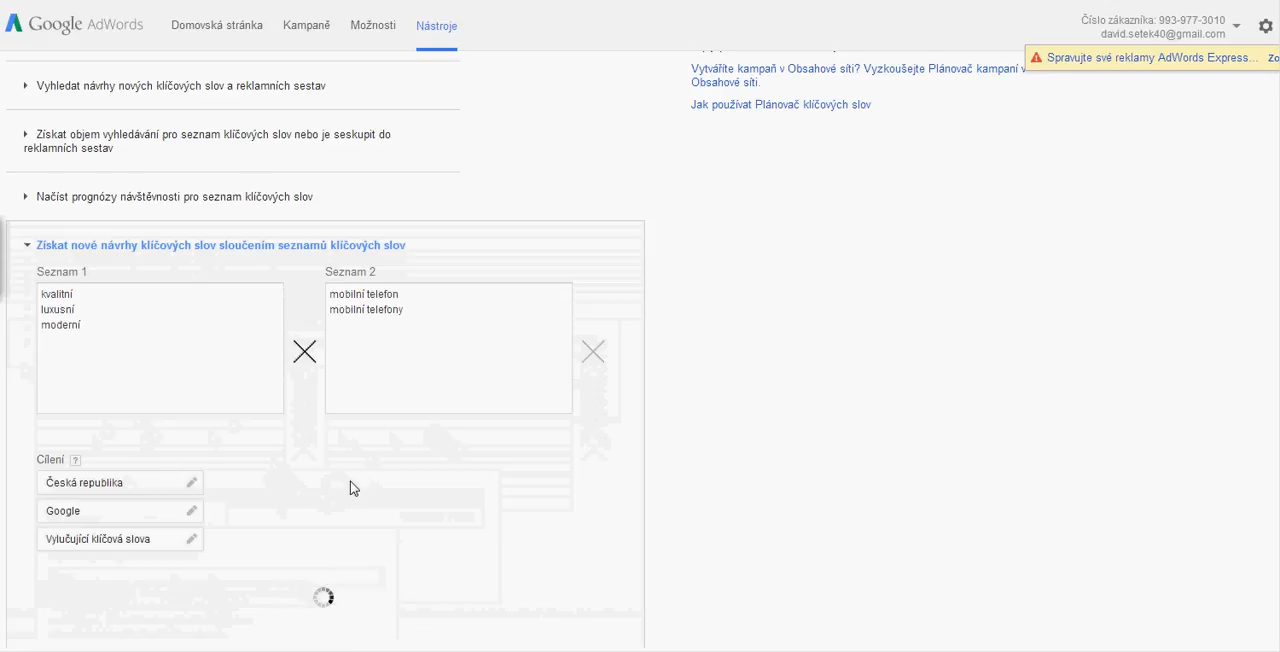 Google AdWords
Domovská stránka
Kampaně
Možnosti
Nástroje
Číslo zákazníka: 993-977-3010
david.setek40@gmail.com
Spravujte své reklamy AdWords Express... Zo
Vyhledat návrhy nových klíčových slov a reklamních sestav
Získat objem vyhledávání pro seznam klíčových slov nebo je seskupit do
reklamních sestav
Načíst prognózy návštěvnosti pro seznam klíčových slov
Získat nové návrhy klíčových slov sloučením seznamů klíčových slov
Seznam 1
kvalitní
luxusní
moderní
Seznam 2
mobilní telefon
mobilní telefony
Cílení ?
Česká republika
Google
Vylučující klíčová slova
Vytváříte kampaň v Obsahové síti? Vyzkoušejte Plánovač kampaní v
Obsahové síti.
Jak používat Plánovač klíčových slov